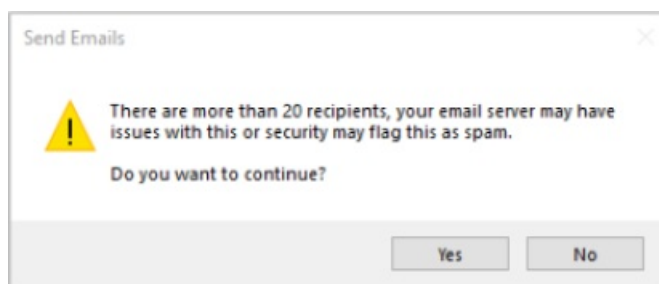 Send Emails
There are more than 20 recipients, your email server may have
issues with this or security may flag this as spam.
Do you want to continue?
Yes
No